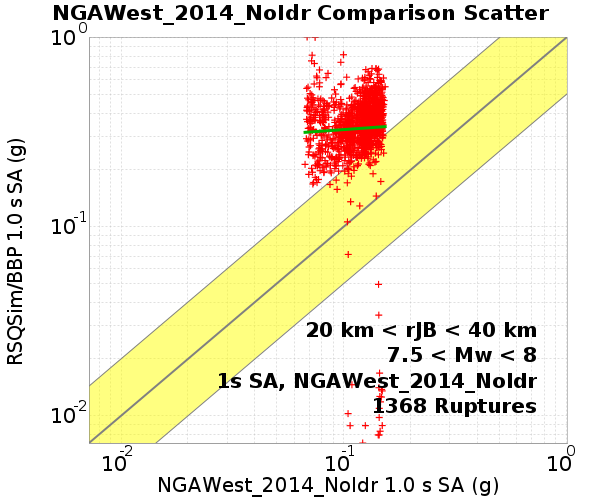 NGAWest_2014_NoIdr Comparison Scatter
RSQSim/BBP 1.0 s SA (g)
10^0
10^-1
10^-2
20 km < rJB < 40 km
7.5 < Mw < 8
1s SA, NGAWest_2014_NoIdr
1368 Ruptures
10^-2 10^-1 10^0
NGAWest_2014_NoIdr 1.0 s SA (g)